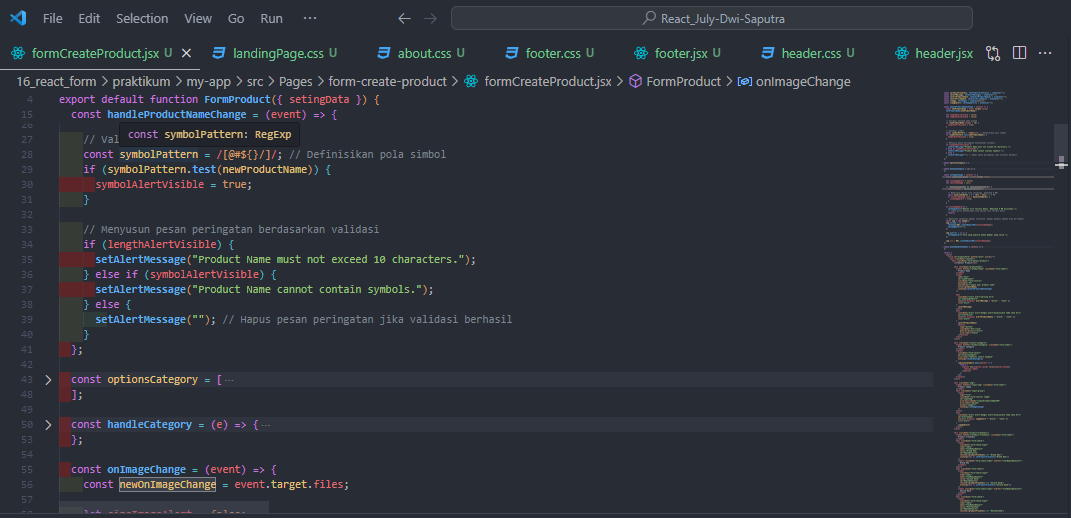 File Edit Selection View Go Run ··· ← → React_July-Dwi-Saputra
formCreateProduct.jsx U × landingPage.css U about.css U footer.css U footer.jsx U header.css U header.jsx ···
16_react_form > praktikum > my-app > src > Pages > form-create-product > formCreateProduct.jsx > FormProduct > onImageChange
4 export default function FormProduct({ setingData }) {
15 const handleProductNameChange = (event) => {
26
27 // Val
const symbolPattern: RegExp
28 const symbolPattern = /[@#${}/]/; // Definisikan pola simbol
29 if (symbolPattern.test(newProductName)) {
30 symbolAlertVisible = true;
31 }
32
33 // Menyusun pesan peringatan berdasarkan validasi
34 if (lengthAlertVisible) {
35 setAlertMessage("Product Name must not exceed 10 characters.");
36 } else if (symbolAlertVisible) {
37 setAlertMessage("Product Name cannot contain symbols.");
38 } else {
39 setAlertMessage(""); // Hapus pesan peringatan jika validasi berhasil
40 }
41 };
42
43 > const optionsCategory = [ ···
48 ];
49
50 > const handleCategory = (e) => { ···
53 };
54
55 const onImageChange = (event) => {
56 const newOnImageChange = event.target.files;
57